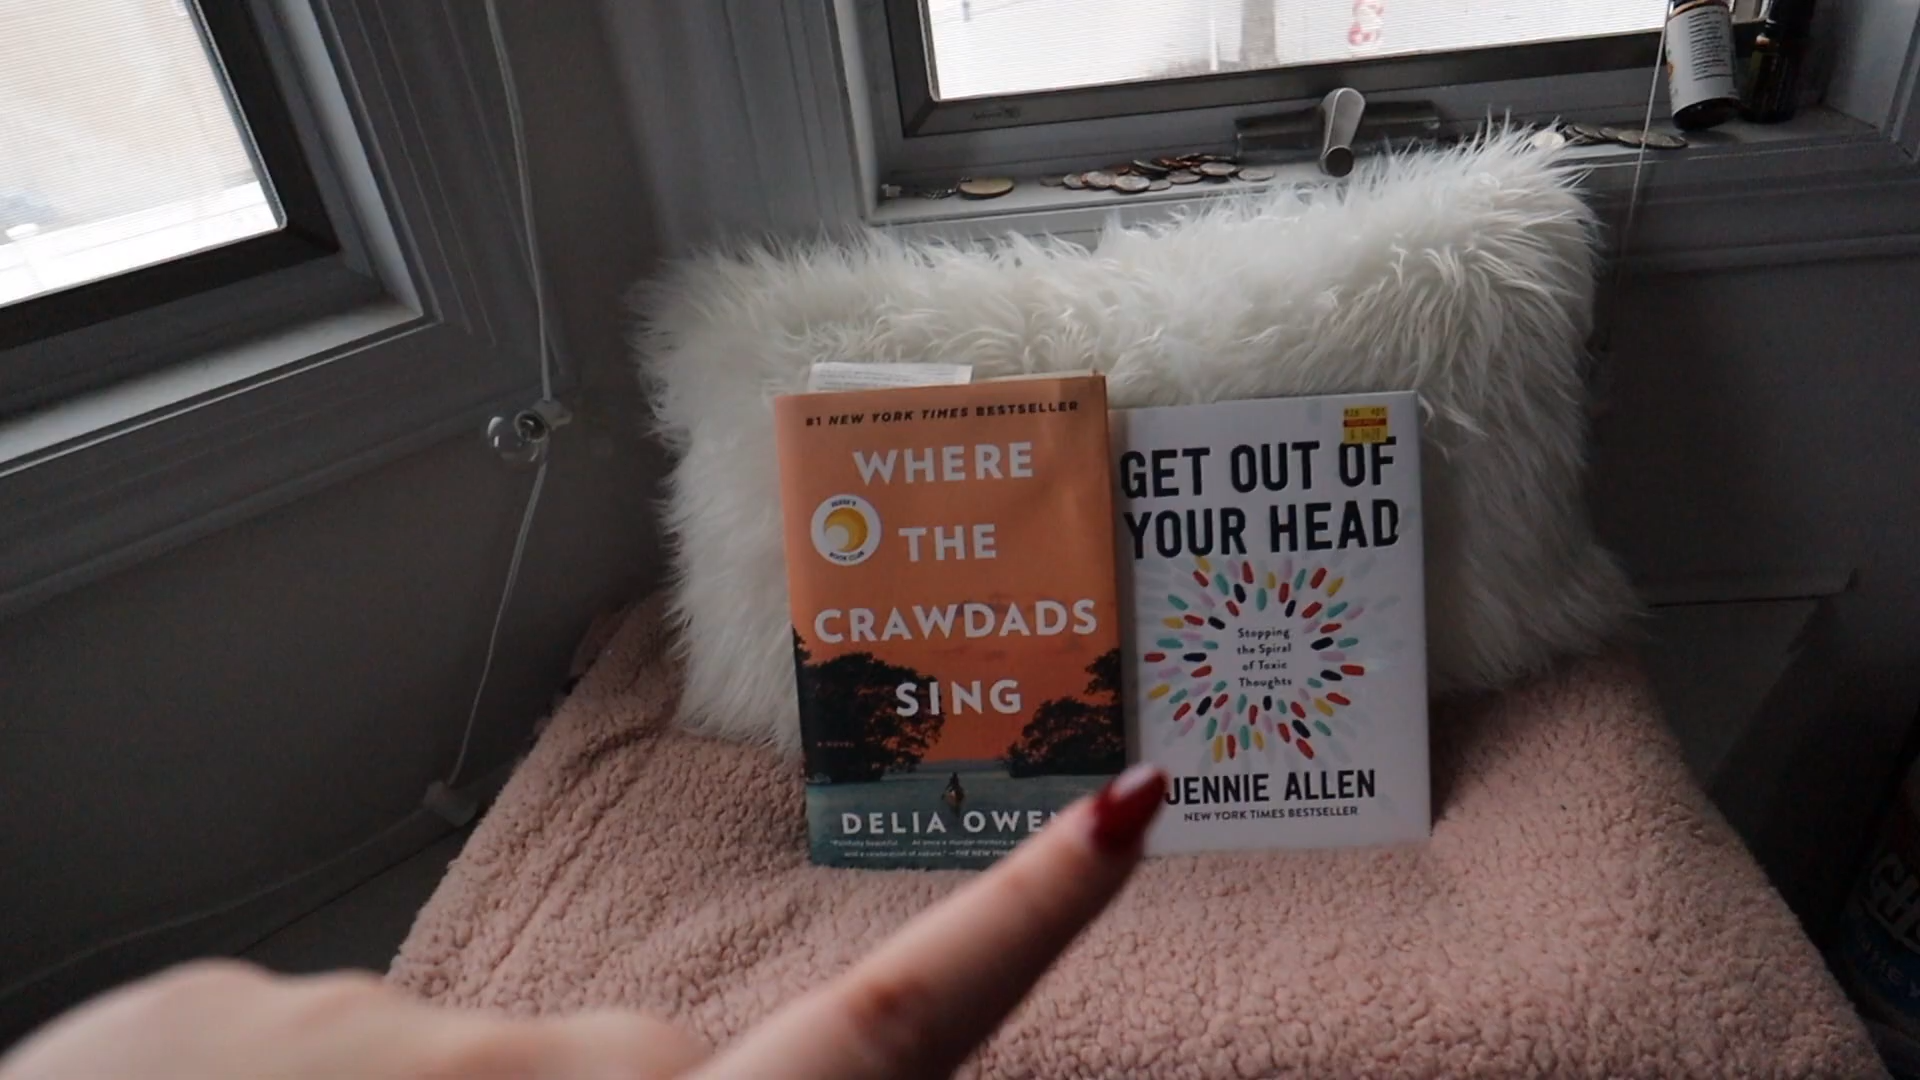 #1 NEW YORK TIMES BESTSELLER
WHERE
THE
CRAWDADS
SING
A NOVEL
DELIA OWEN
GET OUT OF
YOUR HEAD
Stopping
the Spiral
of Toxic
Thoughts
JENNIE ALLEN
NEW YORK TIMES BESTSELLER